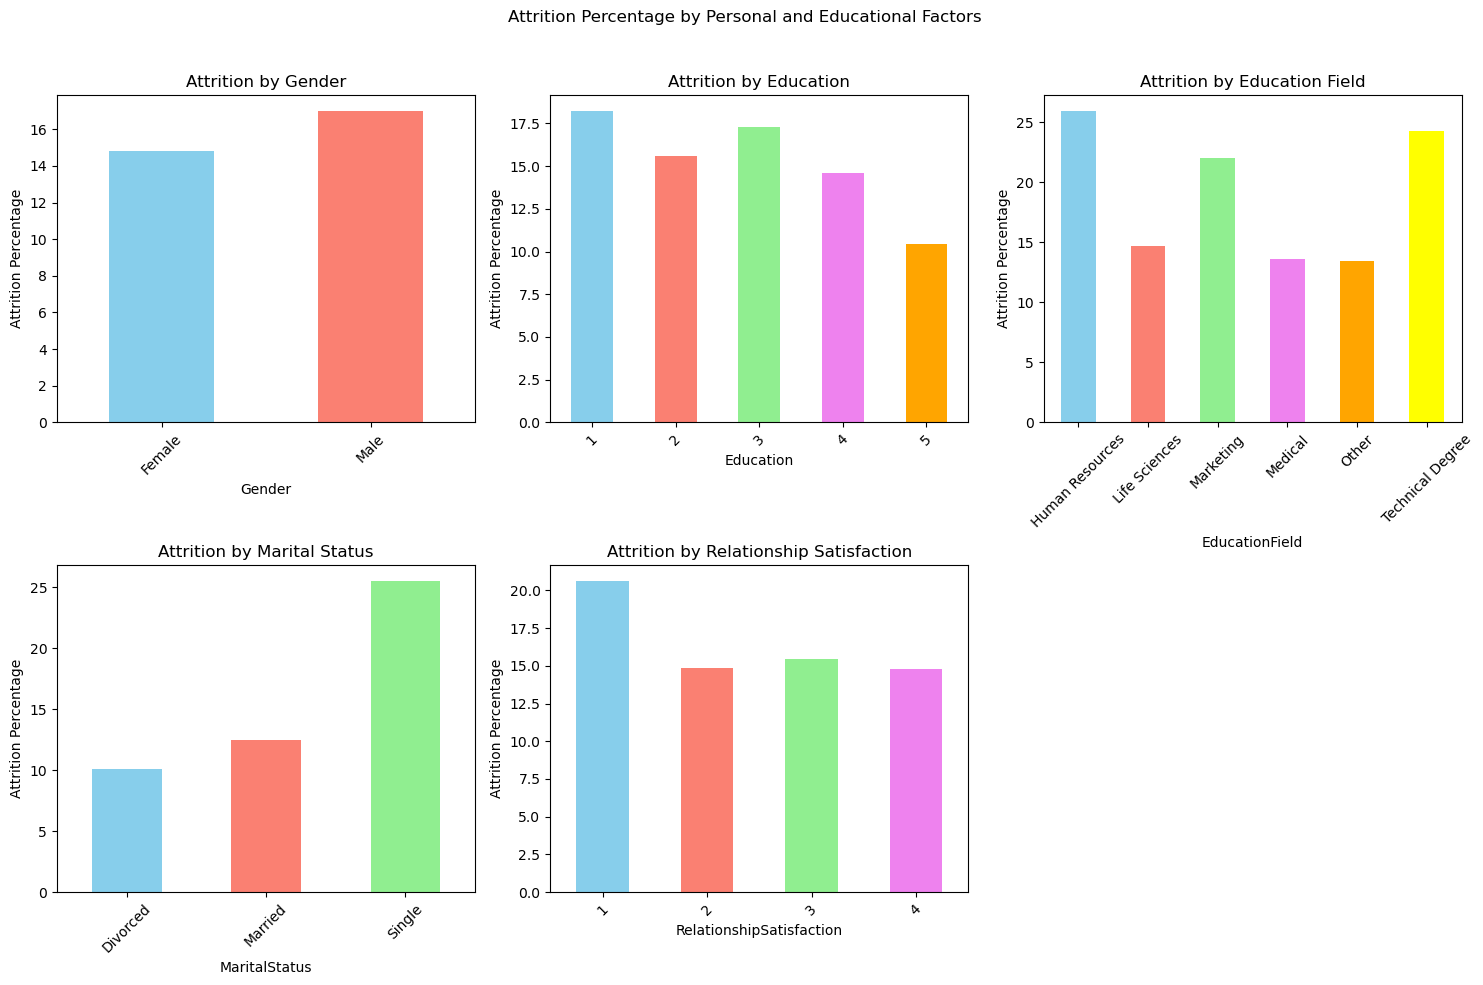 Attrition Percentage by Personal and Educational Factors
Attrition by Gender
Attrition Percentage
16
14
12
10
8
6
4
2
0
Female
Male
Gender
Attrition by Education
Attrition Percentage
17.5
15.0
12.5
10.0
7.5
5.0
2.5
0.0
1
2
3
4
5
Education
Attrition by Education Field
Attrition Percentage
25
20
15
10
5
0
Human Resources
Life Sciences
Marketing
Medical
Other
Technical Degree
EducationField
Attrition by Marital Status
Attrition Percentage
25
20
15
10
5
0
Divorced
Married
Single
MaritalStatus
Attrition by Relationship Satisfaction
Attrition Percentage
20.0
17.5
15.0
12.5
10.0
7.5
5.0
2.5
0.0
1
2
3
4
RelationshipSatisfaction